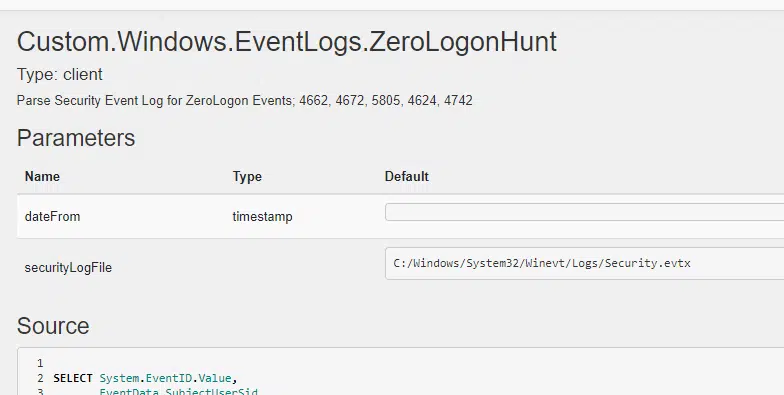 Custom.Windows.EventLogs.ZeroLogonHunt
Type: client
Parse Security Event Log for ZeroLogon Events; 4662, 4672, 5805, 4624, 4742
Parameters
Name Type Default
dateFrom timestamp
securityLogFile C:/Windows/System32/Winevt/Logs/Security.evtx
Source
1
2 SELECT System.EventID.Value,
3 EventData.SubjectUserSid